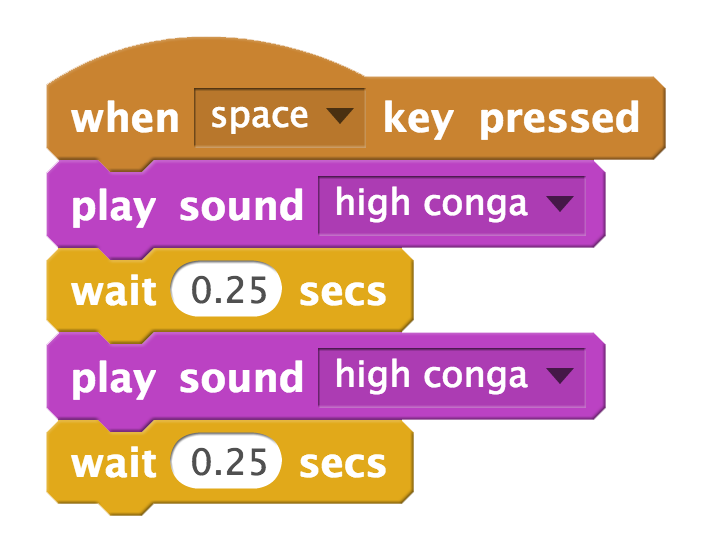 when space key pressed
play sound high conga
wait 0.25 secs
play sound high conga
wait 0.25 secs